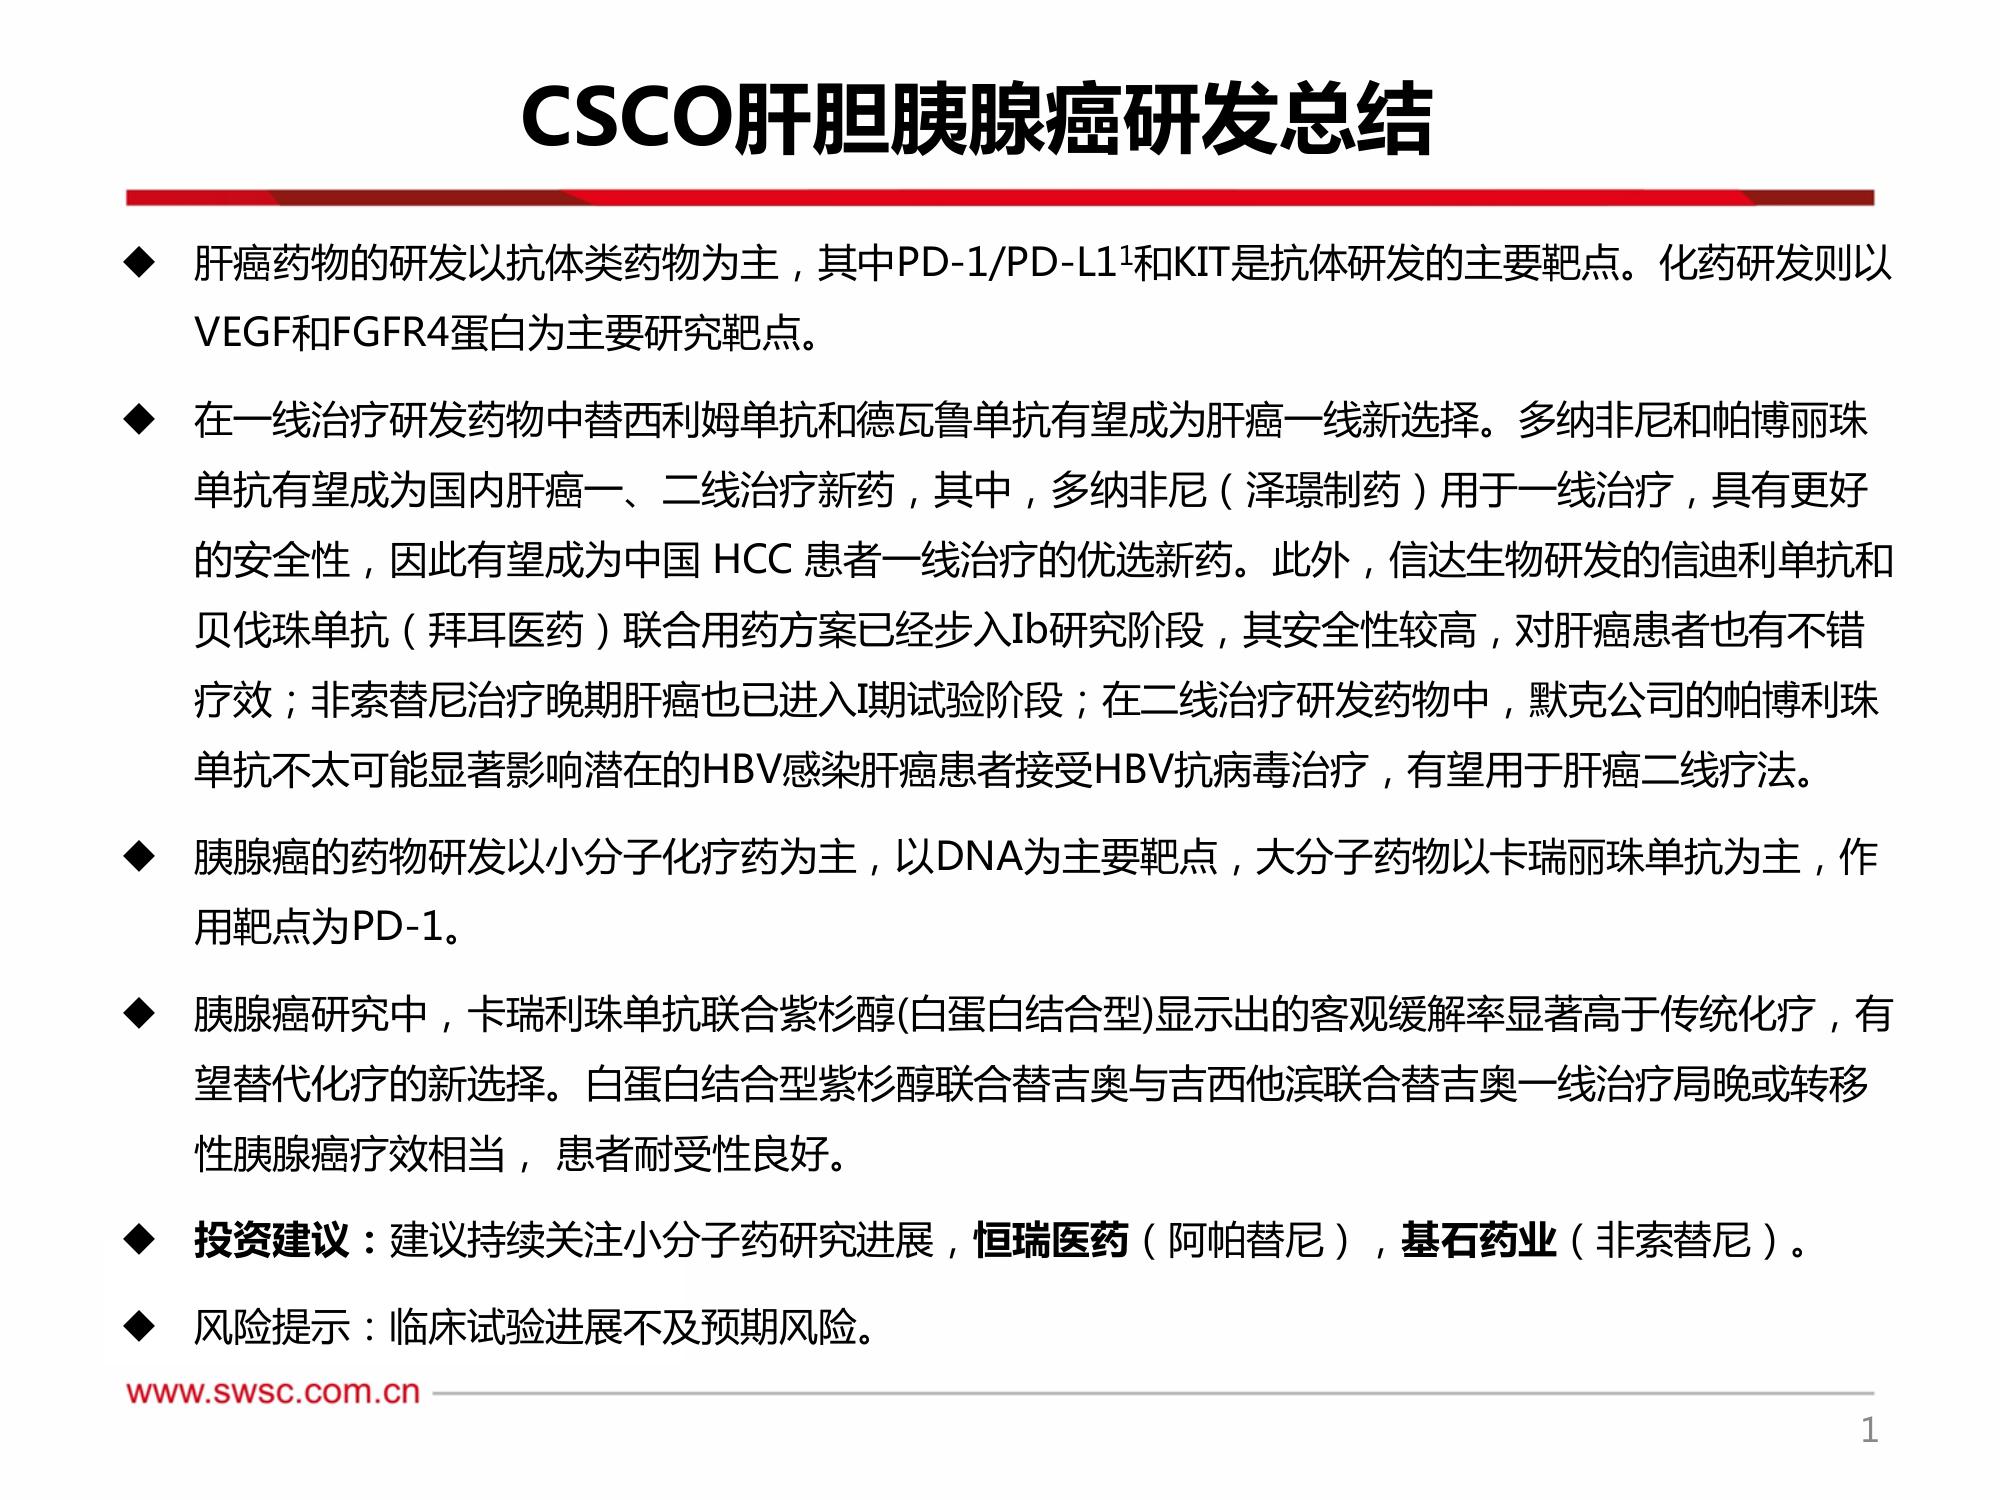 CSCO肝胆胰腺癌研发总结
◆ 肝癌药物的研发以抗体类药物为主，其中PD-1/PD-L1¹和KIT是抗体研发的主要靶点。化药研发则以
VEGF和FGFR4蛋白为主要研究靶点。
◆ 在一线治疗研发药物中替西利姆单抗和德瓦鲁单抗有望成为肝癌一线新选择。多纳非尼和帕博丽珠
单抗有望成为国内肝癌一、二线治疗新药，其中，多纳非尼（泽璟制药）用于一线治疗，具有更好
的安全性，因此有望成为中国 HCC 患者一线治疗的优选新药。此外，信达生物研发的信迪利单抗和
贝伐珠单抗（拜耳医药）联合用药方案已经步入Ib研究阶段，其安全性较高，对肝癌患者也有不错
疗效；非索替尼治疗晚期肝癌也已进入I期试验阶段；在二线治疗研发药物中，默克公司的帕博利珠
单抗不太可能显著影响潜在的HBV感染肝癌患者接受HBV抗病毒治疗，有望用于肝癌二线疗法。
◆ 胰腺癌的药物研发以小分子化疗药为主，以DNA为主要靶点，大分子药物以卡瑞丽珠单抗为主，作
用靶点为PD-1。
◆ 胰腺癌研究中，卡瑞利珠单抗联合紫杉醇(白蛋白结合型)显示出的客观缓解率显著高于传统化疗，有
望替代化疗的新选择。白蛋白结合型紫杉醇联合替吉奥与吉西他滨联合替吉奥一线治疗局晚或转移
性胰腺癌疗效相当， 患者耐受性良好。
◆ 投资建议：建议持续关注小分子药研究进展，恒瑞医药（阿帕替尼），基石药业（非索替尼）。
◆ 风险提示：临床试验进展不及预期风险。
www.swsc.com.cn
1